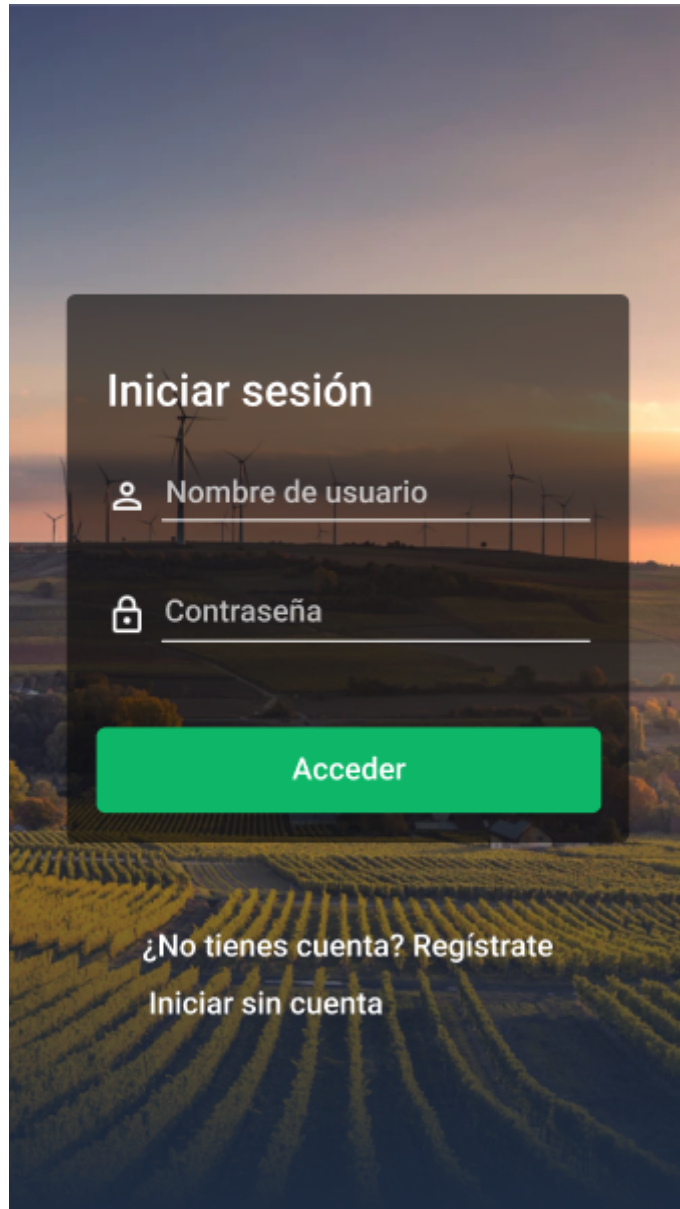 Iniciar sesión
Nombre de usuario
Contraseña
Acceder
¿No tienes cuenta? Regístrate
Iniciar sin cuenta